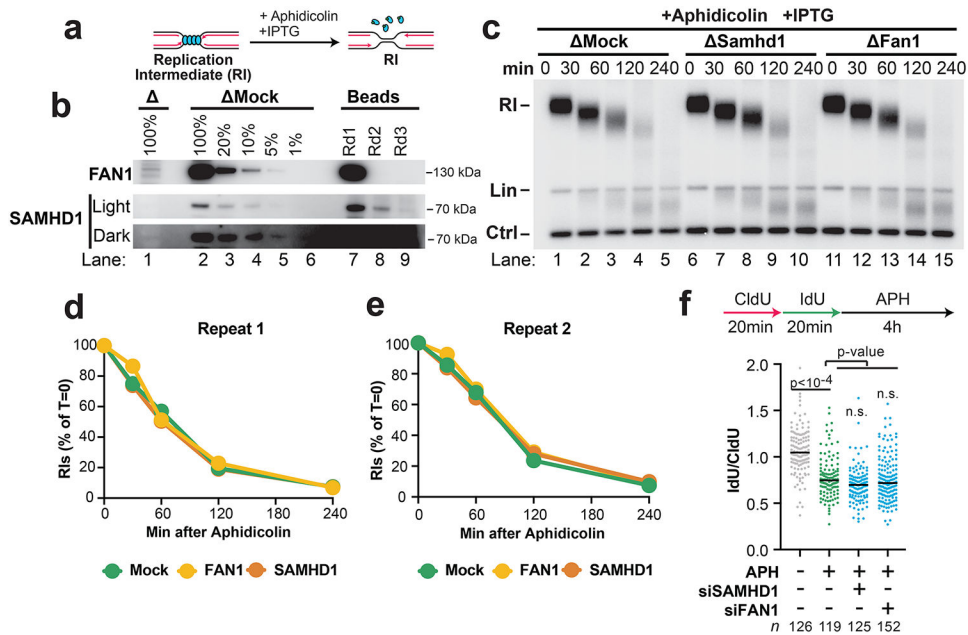 a
+ Aphidicolin
+IPTG
Replication
Intermediate (RI)
RI
b
Δ ΔMock Beads
100% 100% 20% 10% 5% 1% Rd1 Rd2 Rd3
FAN1 –130 kDa
SAMHD1 Light –70 kDa
Dark –70 kDa
Lane: 1 2 3 4 5 6 7 8 9
c
+Aphidicolin +IPTG
ΔMock ΔSamhd1 ΔFan1
min 0 30 60 120 240 0 30 60 120 240 0 30 60 120 240
RI–
Lin –
Ctrl–
Lane: 1 2 3 4 5 6 7 8 9 10 11 12 13 14 15
d
Repeat 1
RIs (% of T=0)
100
80
60
40
20
0
0 60 120 180 240
Min after Aphidicolin
Mock FAN1 SAMHD1
e
Repeat 2
RIs (% of T=0)
100
80
60
40
20
0
0 60 120 180 240
Min after Aphidicolin
Mock FAN1 SAMHD1
f
CldU IdU APH
20min 20min 4h
p-value
p<10-4
n.s.
n.s.
IdU/CldU
2.0
1.5
1.0
0.5
0.0
APH - + + +
siSAMHD1 - - + -
siFAN1 - - - +
n 126 119 125 152